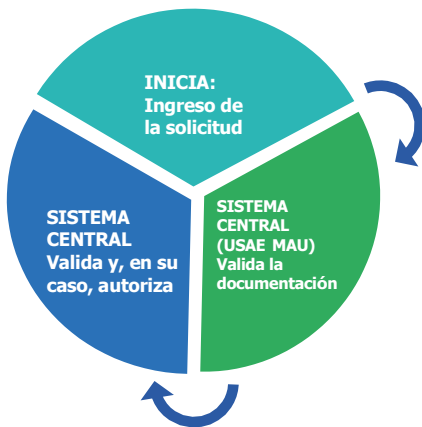 INICIA:
Ingreso de
la solicitud
SISTEMA
CENTRAL
(USAE MAU)
Valida la
documentación
SISTEMA
CENTRAL
Valida y, en su
caso, autoriza